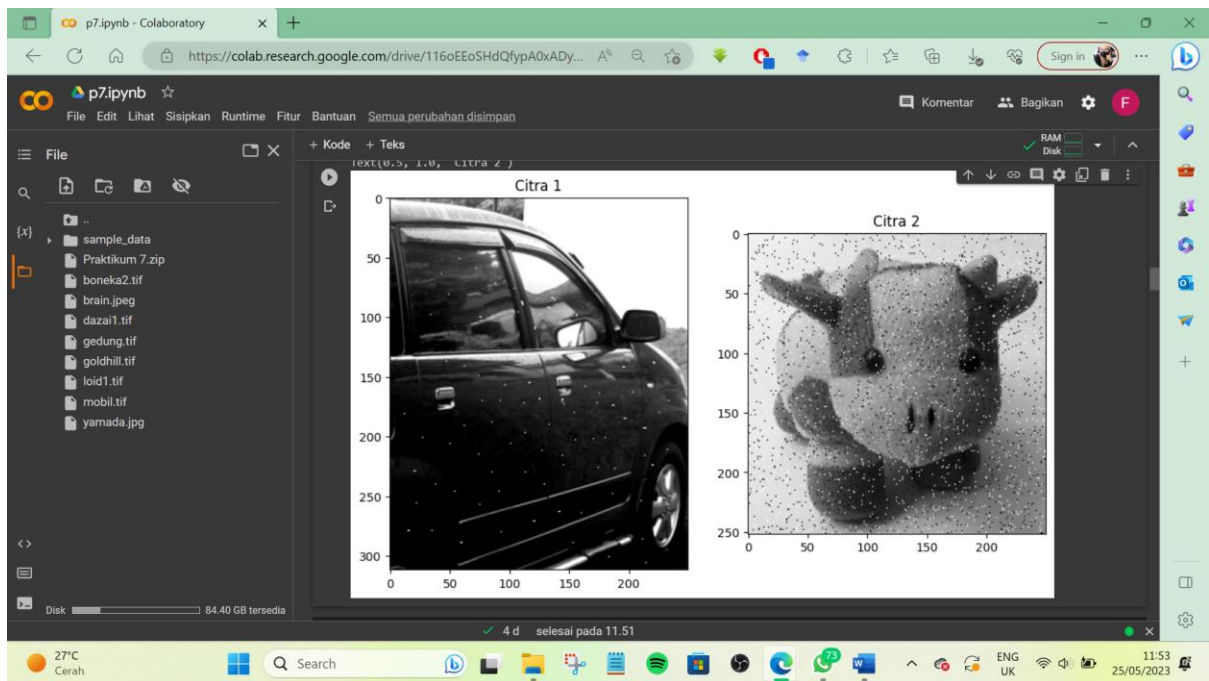 p7.ipynb - Colaboratory
https://colab.research.google.com/drive/116oEEoSHdQfypA0xADy...
Sign in
p7.ipynb
File Edit Lihat Sisipkan Runtime Fitur Bantuan Semua perubahan disimpan
Komentar Bagikan F
File
+ Kode + Teks
RAM
Disk
Text(0.5, 1.0, 'Citra 2')
{x}
..
sample_data
Praktikum 7.zip
boneka2.tif
brain.jpeg
dazai1.tif
gedung.tif
goldhill.tif
loid1.tif
mobil.tif
yamada.jpg
Citra 1
0
50
100
150
200
250
300
0 50 100 150 200
Citra 2
0
50
100
150
200
250
0 50 100 150 200
Disk 84.40 GB tersedia
4 d selesai pada 11.51
27°C
Cerah
Search
73
ENG
UK
11:53
25/05/2023